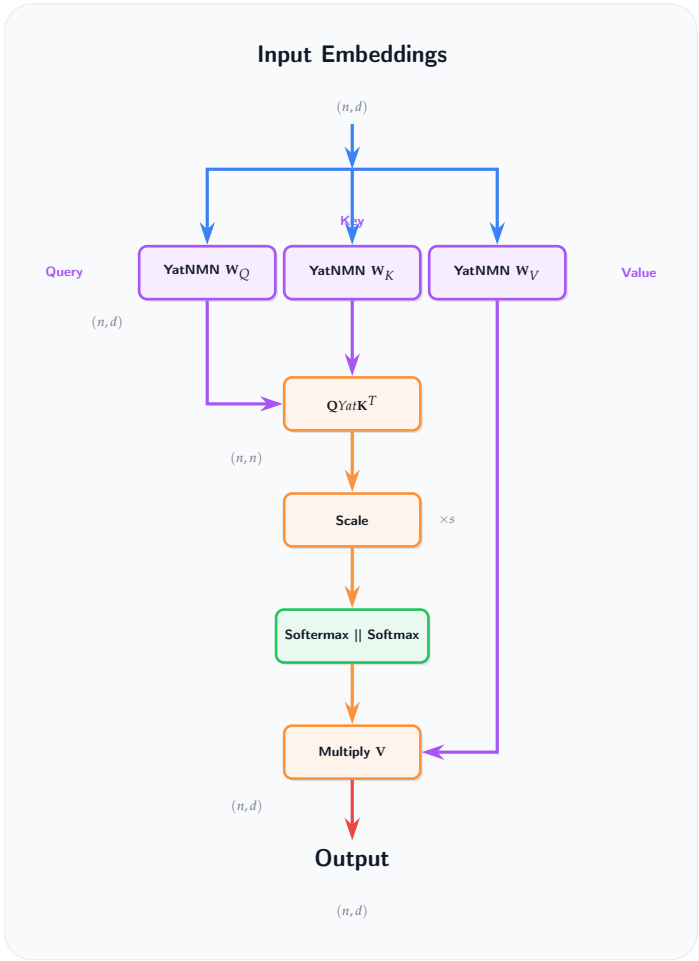 Input Embeddings
(n, d)
Key
Query
YatNMN W_Q
YatNMN W_K
YatNMN W_V
Value
(n, d)
QYatK^T
(n, n)
Scale
×s
Softermax || Softmax
Multiply V
(n, d)
Output
(n, d)